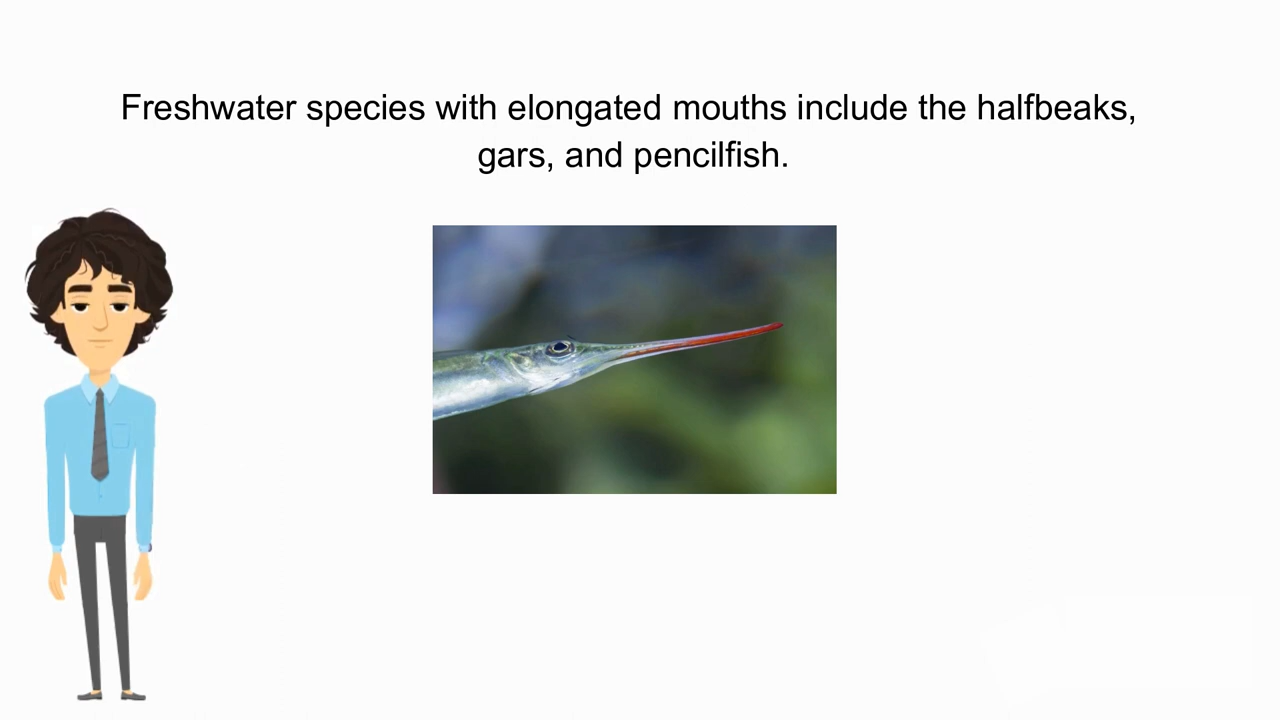 Freshwater species with elongated mouths include the halfbeaks,
gars, and pencilfish.